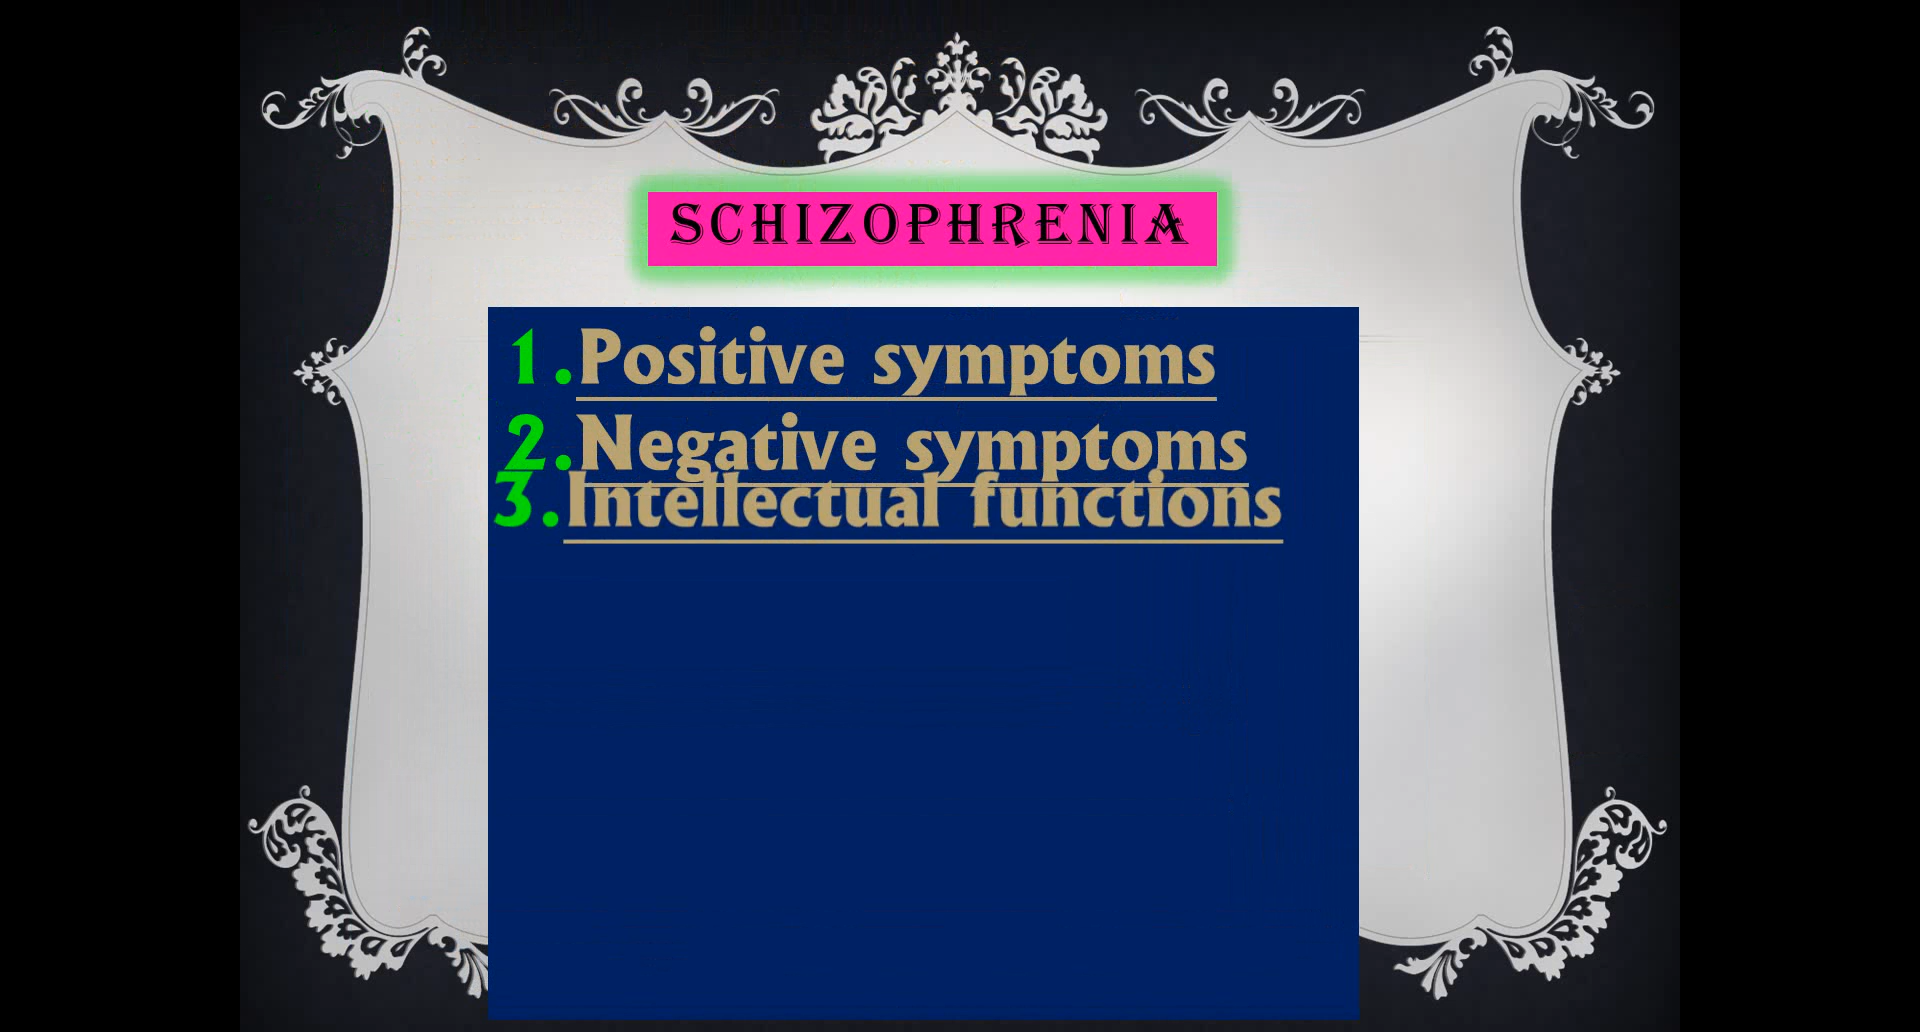 SCHIZOPHRENIA
1.Positive symptoms
2.Negative symptoms
3.Intellectual functions